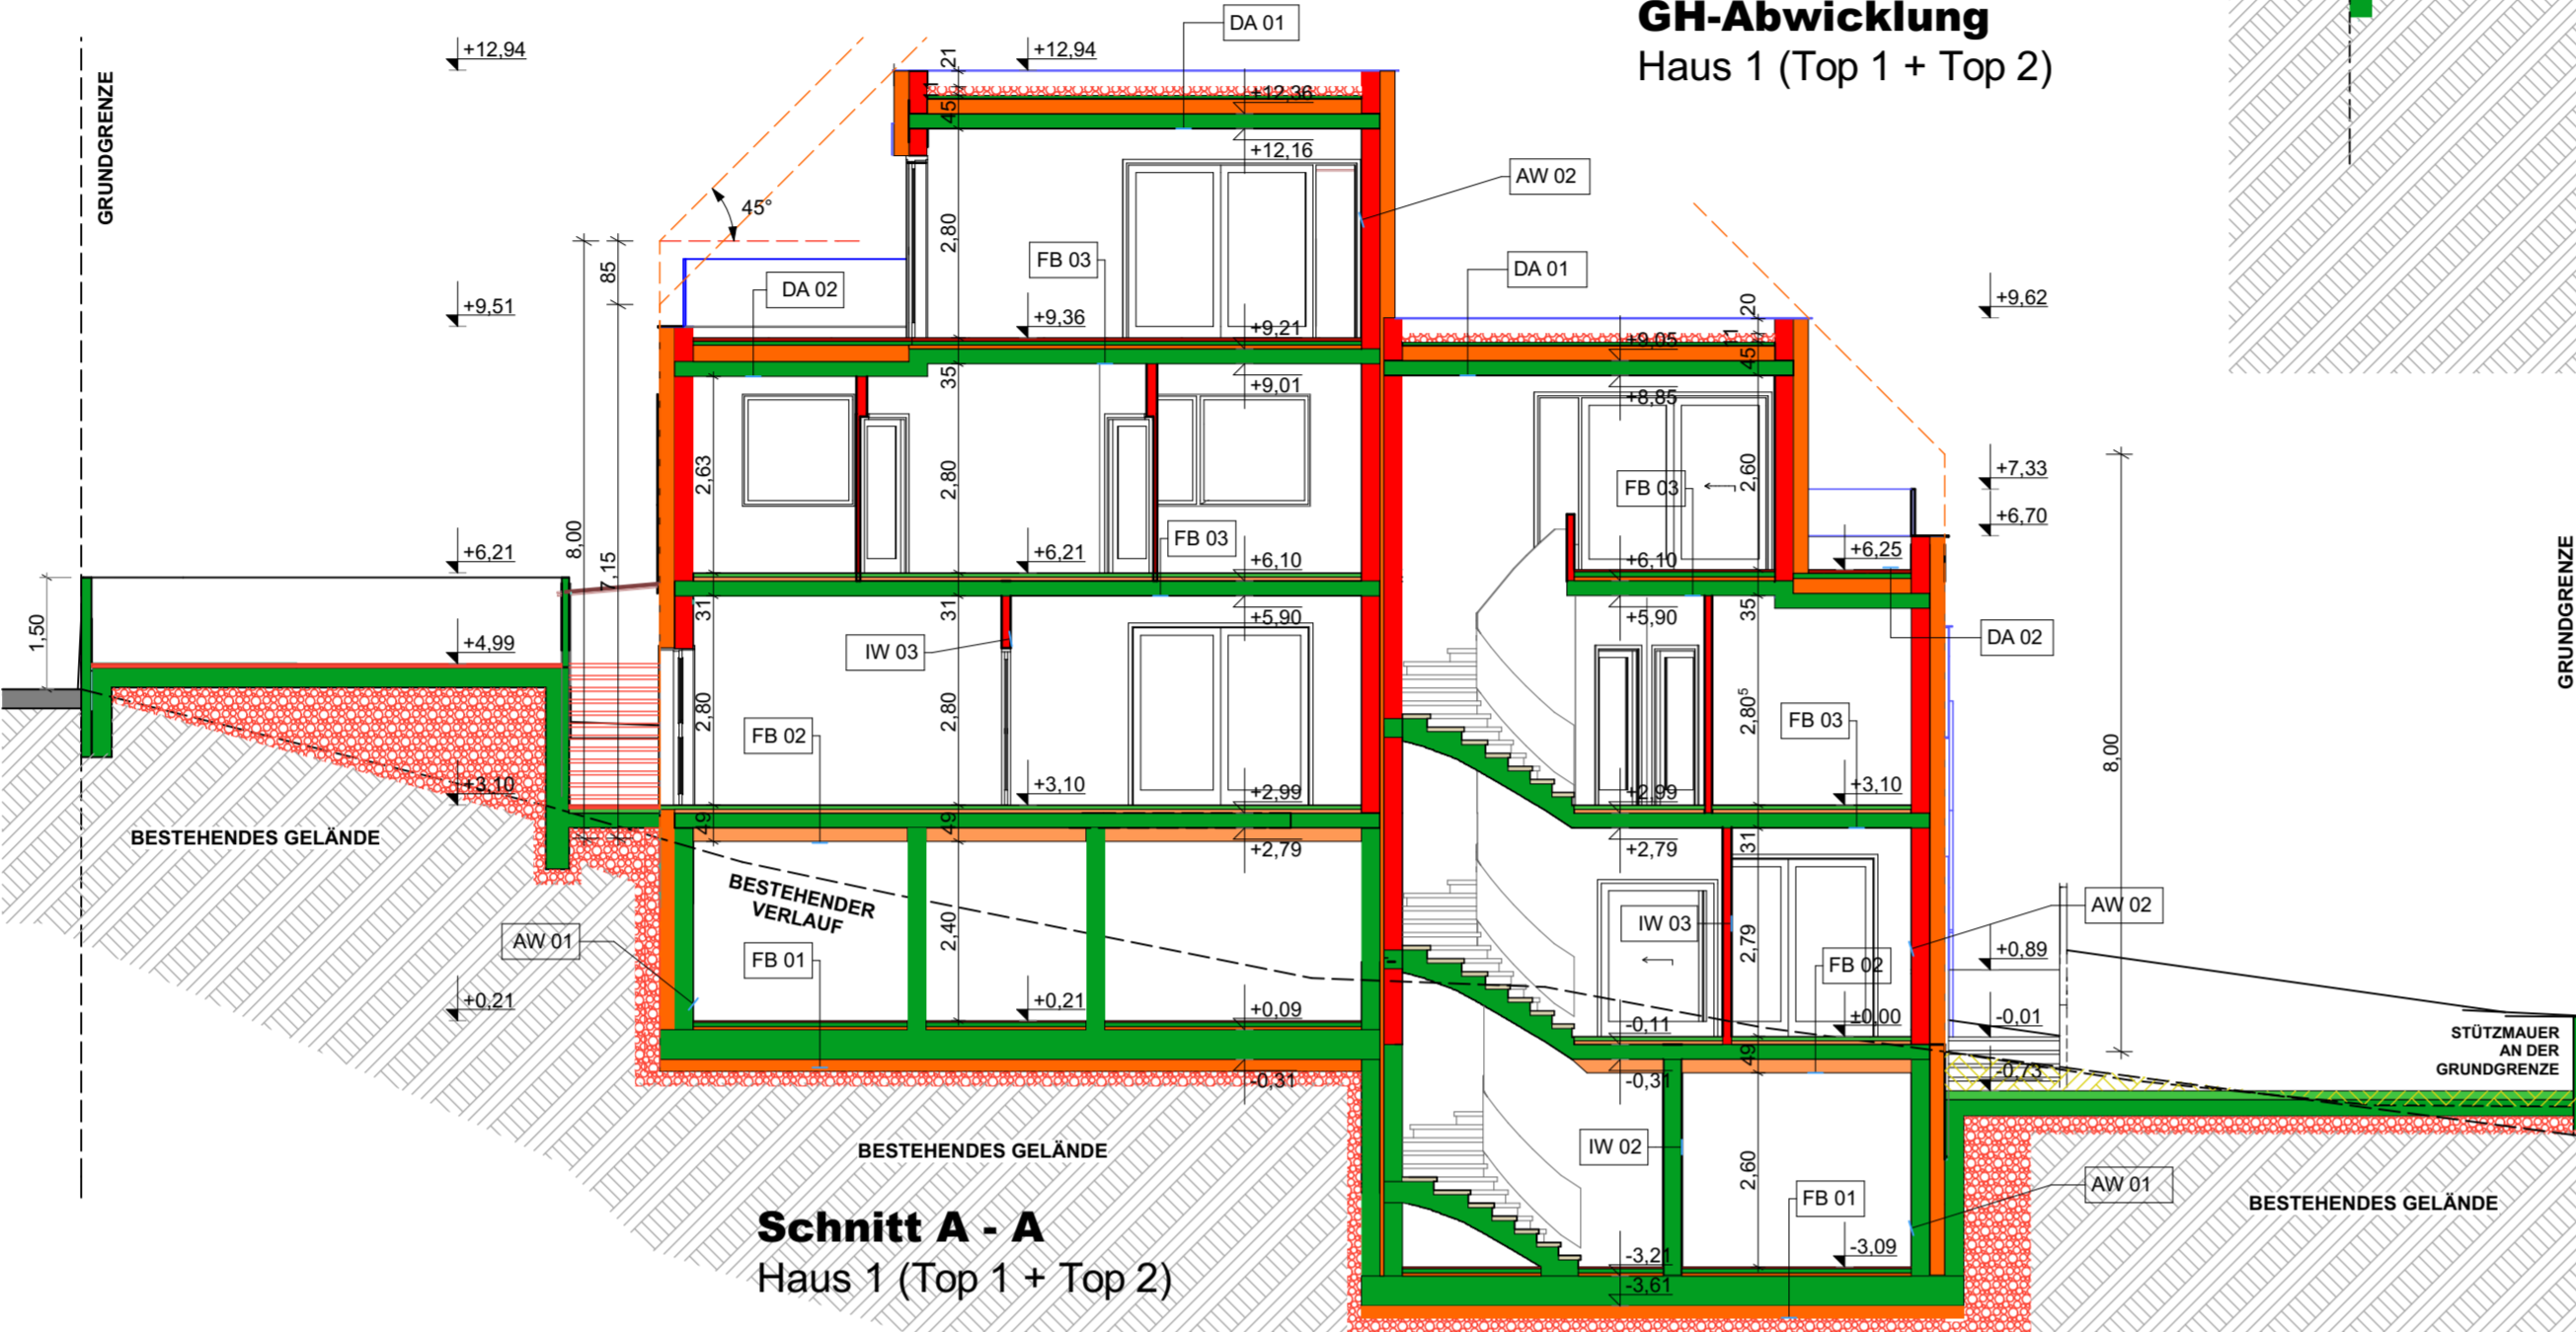 GH-Abwicklung
Haus 1 (Top 1 + Top 2)
DA 01
+12,94
+12,94
21
GRUNDGRENZE
+12,36
45
+12,16
AW 02
45°
2,80
85
FB 03
DA 01
DA 02
+9,51
+9,36
+9,21
20
+9,62
+9,05
11
45
35
+9,01
+8,85
2,63
2,80
FB 03
2,60
+7,33
+6,70
8,00
7,15
FB 03
+6,21
+6,21
+6,10
+6,10
+6,25
GRUNDGRENZE
1,50
31
31
+5,90
+5,90
35
DA 02
+4,99
IW 03
2,80
2,80
FB 02
2,80⁵
FB 03
8,00
+3,10
+3,10
+2,99
+2,99
+3,10
49
49
BESTEHENDES GELÄNDE
+2,79
+2,79
31
BESTEHENDER
VERLAUF
AW 01
2,40
FB 01
IW 03
2,79
FB 02
AW 02
+0,89
+0,21
+0,21
+0,09
-0,11
±0,00
-0,01
STÜTZMAUER
AN DER
GRUNDGRENZE
49
-0,73
-0,31
-0,31
BESTEHENDES GELÄNDE
IW 02
2,60
FB 01
AW 01
BESTEHENDES GELÄNDE
Schnitt A - A
Haus 1 (Top 1 + Top 2)
-3,21
-3,09
-3,61